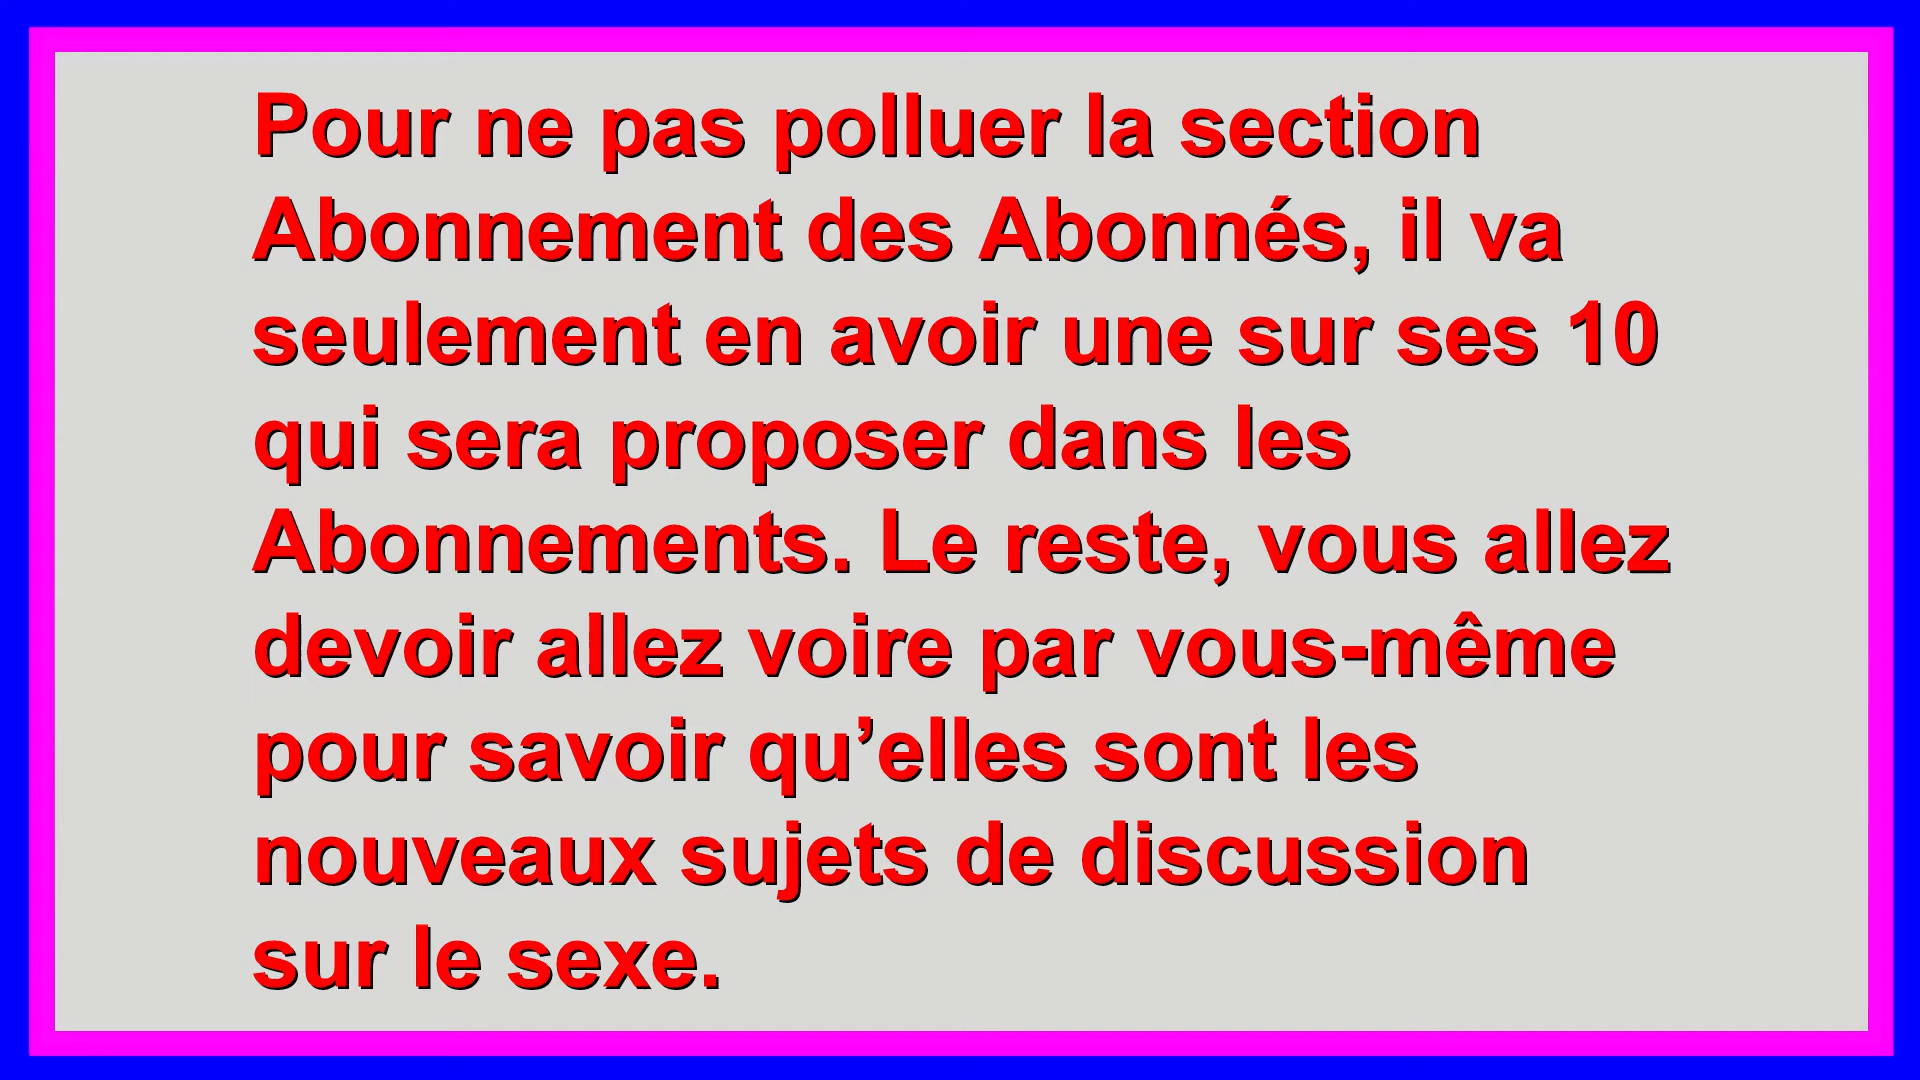 Pour ne pas polluer la section
Abonnement des Abonnés, il va
seulement en avoir une sur ses 10
qui sera proposer dans les
Abonnements. Le reste, vous allez
devoir allez voire par vous-même
pour savoir qu’elles sont les
nouveaux sujets de discussion
sur le sexe.